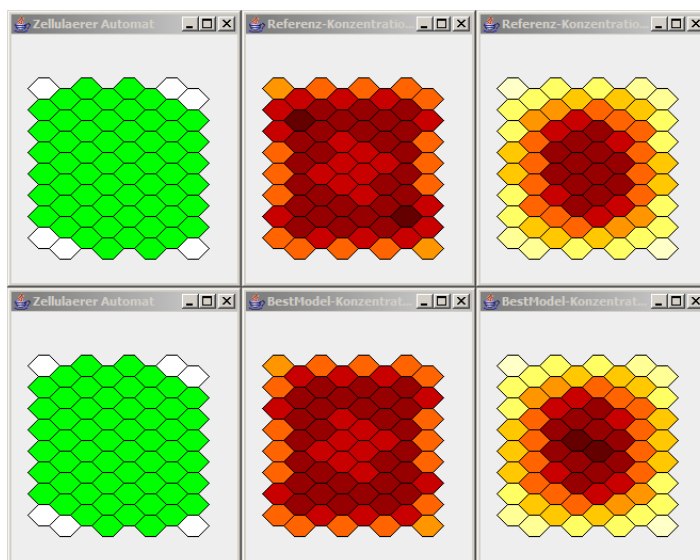 Zellulaerer Automat
Referenz-Konzentratio...
Referenz-Konzentratio...
Zellulaerer Automat
BestModel-Konzentrat...
BestModel-Konzentrat...